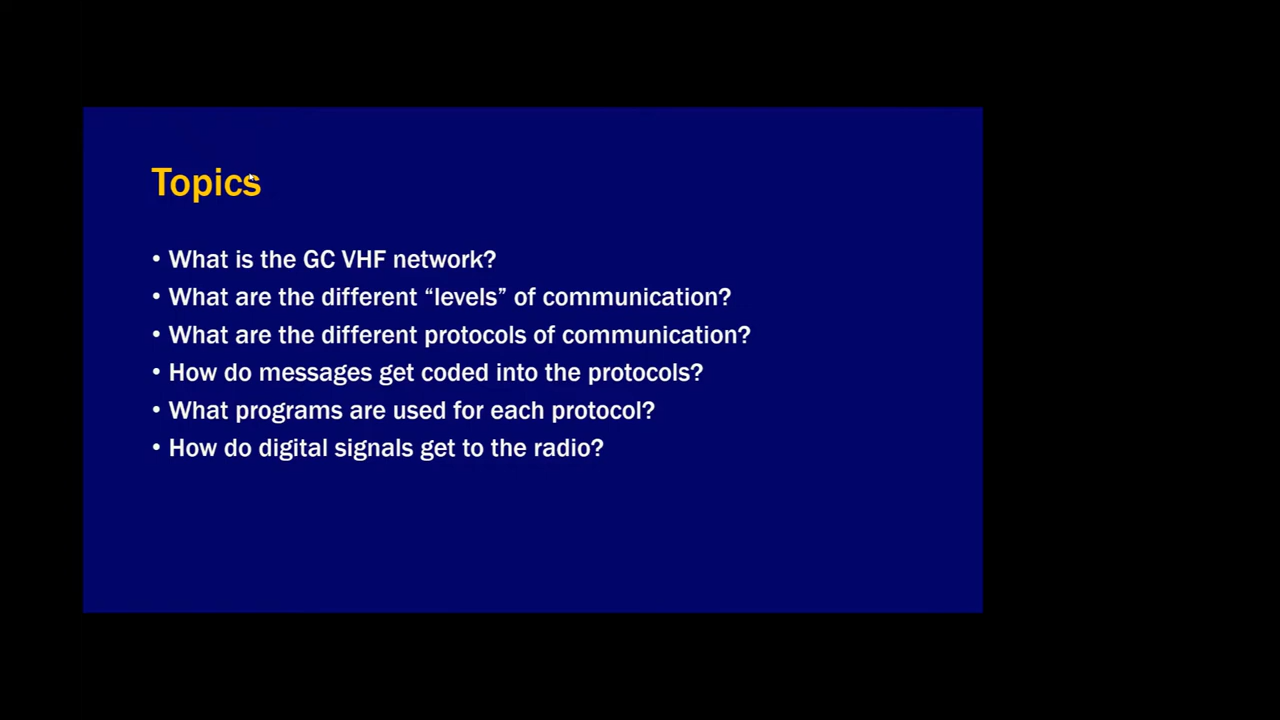 Topics
• What is the GC VHF network?
• What are the different “levels” of communication?
• What are the different protocols of communication?
• How do messages get coded into the protocols?
• What programs are used for each protocol?
• How do digital signals get to the radio?